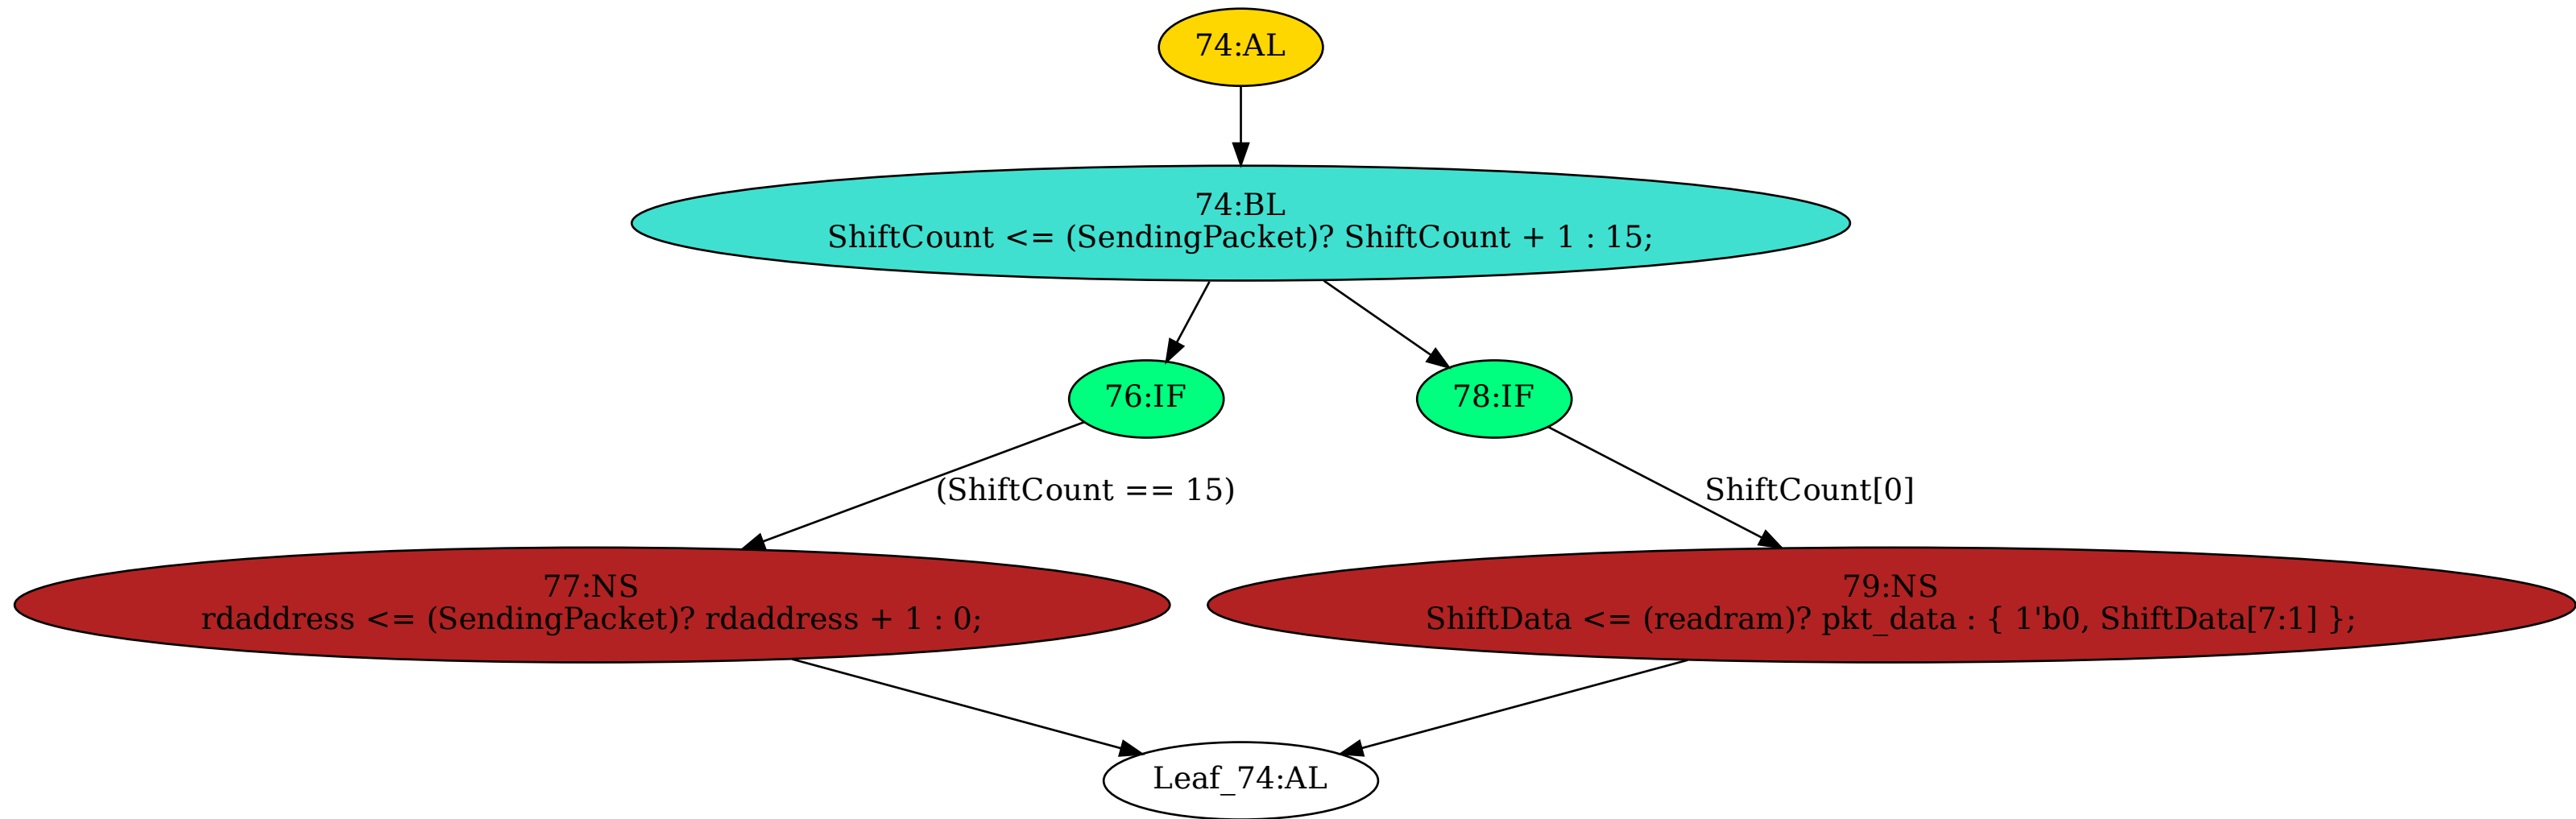 74:AL
74:BL
ShiftCount <= (SendingPacket)? ShiftCount + 1 : 15;
76:IF
78:IF
(ShiftCount == 15)
ShiftCount[0]
77:NS
rdaddress <= (SendingPacket)? rdaddress + 1 : 0;
79:NS
ShiftData <= (readram)? pkt_data : { 1'b0, ShiftData[7:1] };
Leaf_74:AL